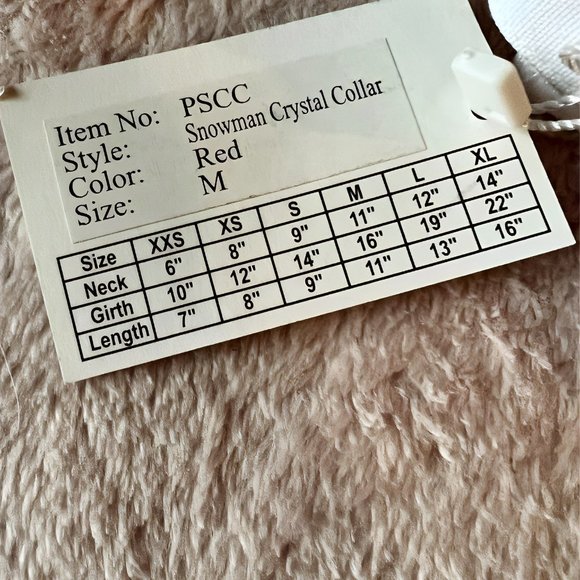 Item No: PSCC
Style: Snowman Crystal Collar
Color: Red
Size: M
Size XXS XS S M L XL
Neck 6" 8" 9" 11" 12" 14"
Girth 10" 12" 14" 16" 19" 22"
Length 7" 8" 9" 11" 13" 16"